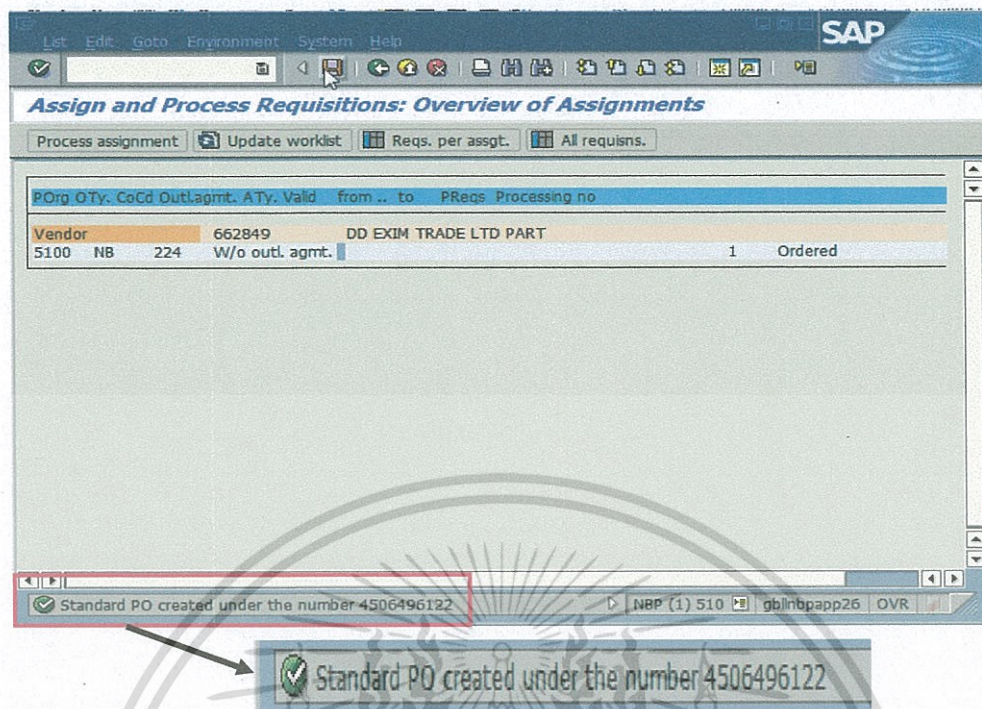 List Edit Goto Environment System Help
SAP
Assign and Process Requisitions: Overview of Assignments
Process assignment Update worklist Reqs. per assgt. All requisns.
POrg OTy. CoCd Outl.agmt. ATy. Valid from .. to PReqs Processing no
Vendor 662849 DD EXIM TRADE LTD PART
5100 NB 224 W/o outl. agmt. 1 Ordered
Standard PO created under the number 4506496122 NBP (1) 510 gbllnbpapp26 OVR
Standard PO created under the number 4506496122